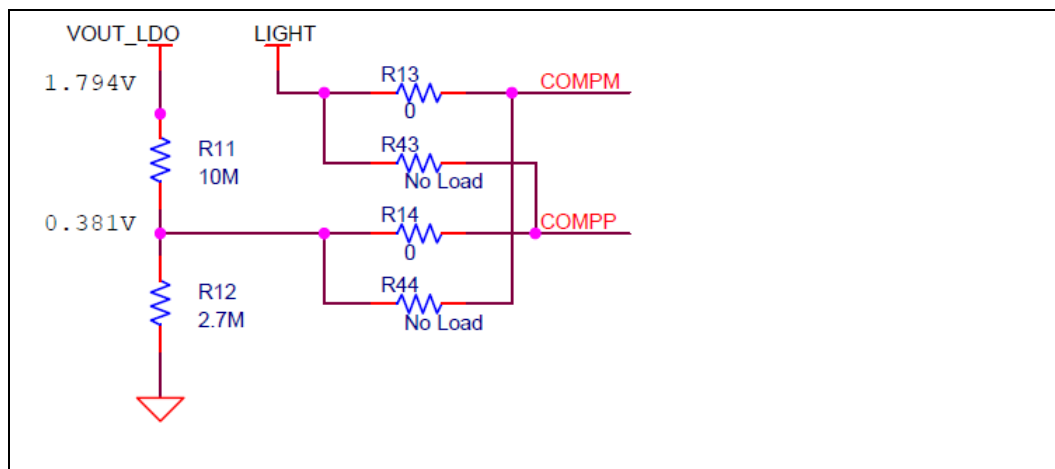 VOUT_LDO LIGHT
1.794V
R13
COMPM
0
R11
10M
R43
No Load
0.381V
R14
COMPP
0
R12
2.7M
R44
No Load